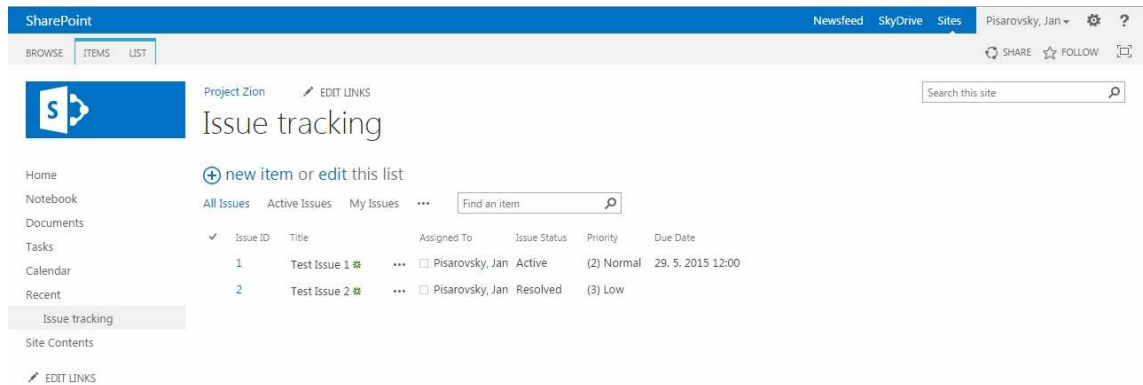 SharePoint
Newsfeed SkyDrive Sites Pisarovsky, Jan ?
BROWSE ITEMS LIST
SHARE FOLLOW
S
Project Zion EDIT LINKS
Search this site
Issue tracking
Home
Notebook
Documents
Tasks
Calendar
Recent
Issue tracking
Site Contents
EDIT LINKS
new item or edit this list
All Issues Active Issues My Issues ••• Find an item
Issue ID Title Assigned To Issue Status Priority Due Date
1 Test Issue 1 ••• Pisarovsky, Jan Active (2) Normal 29. 5. 2015 12:00
2 Test Issue 2 ••• Pisarovsky, Jan Resolved (3) Low